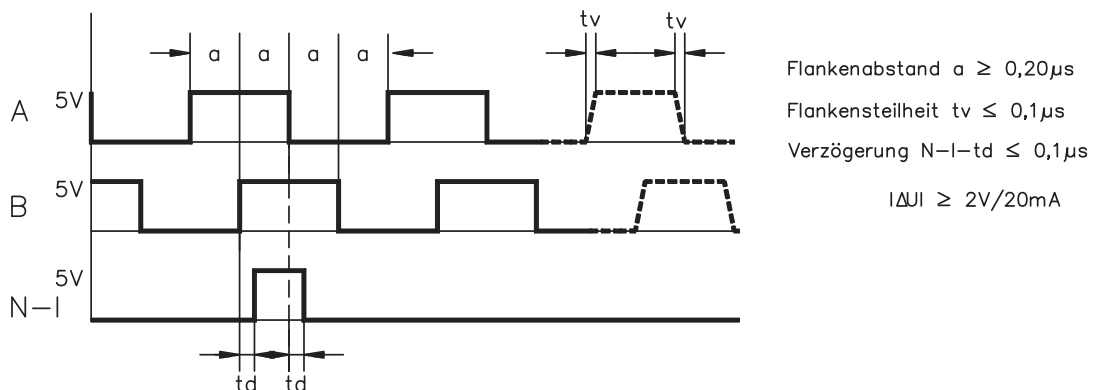 tv tv
a a a a
A 5V
B 5V
N-I 5V
td td
Flankenabstand a ≥ 0,20µs
Flankensteilheit tv ≤ 0,1µs
Verzögerung N-I-td ≤ 0,1µs
|ΔU| ≥ 2V/20mA